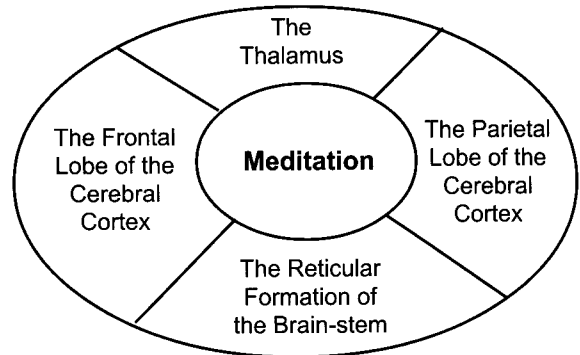 The
Thalamus
The Frontal
Lobe of the
Cerebral
Cortex
Meditation
The Parietal
Lobe of the
Cerebral
Cortex
The Reticular
Formation of
the Brain-stem